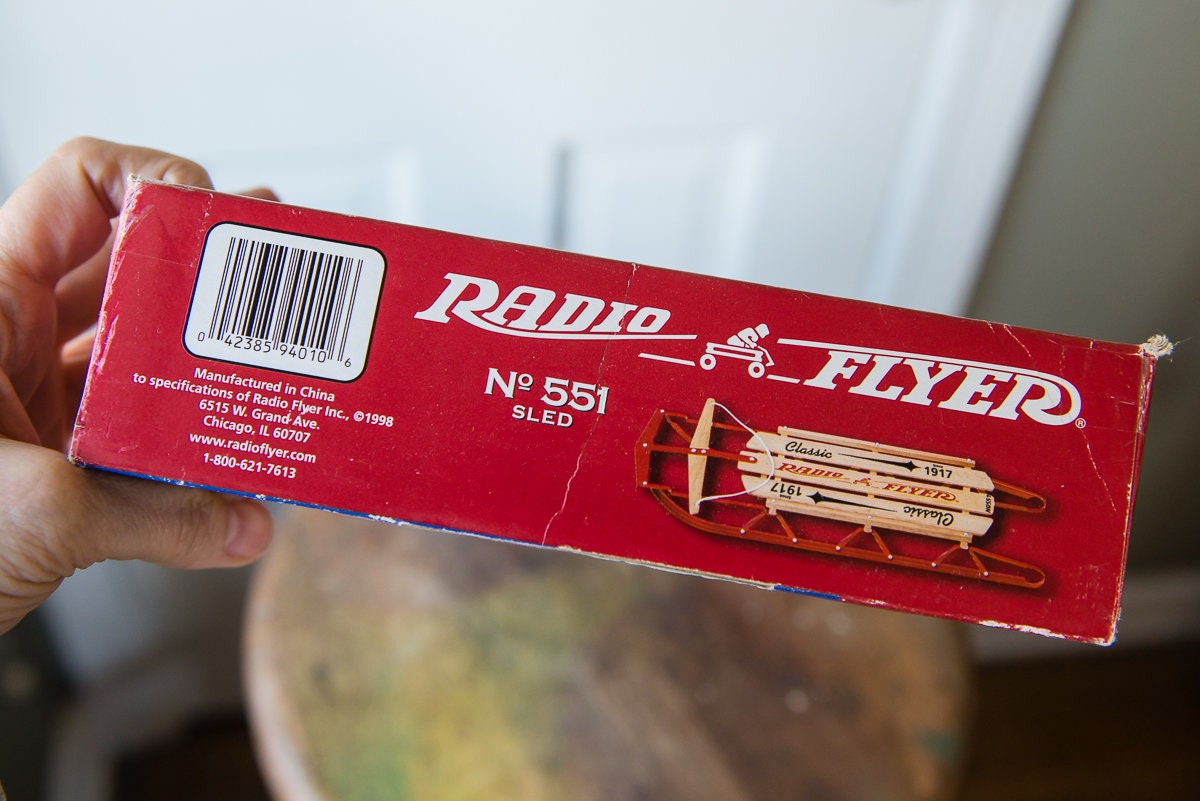 0 42385 94010 6
Manufactured in China
to specifications of Radio Flyer Inc., ©1998
6515 W. Grand Ave.
Chicago, IL 60707
www.radioflyer.com
1-800-621-7613
RADIO FLYER®
Nº 551
SLED
Classic 1917
RADIO FLYER
Classic 1917